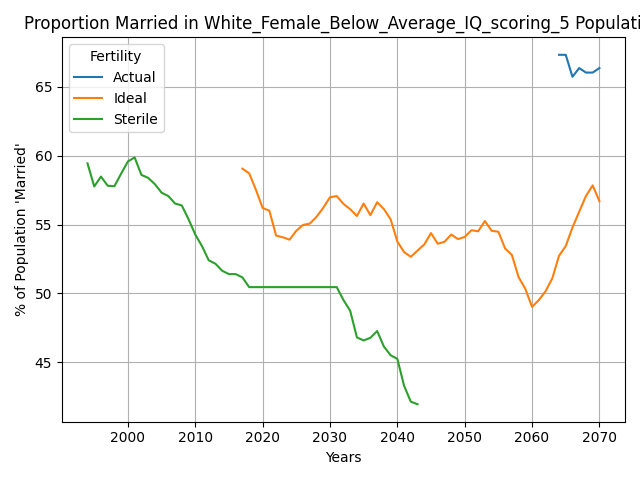 Proportion Married in White_Female_Below_Average_IQ_scoring_5 Populati
Fertility
Actual
Ideal
Sterile
% of Population 'Married'
65
60
55
50
45
2000 2010 2020 2030 2040 2050 2060 2070
Years